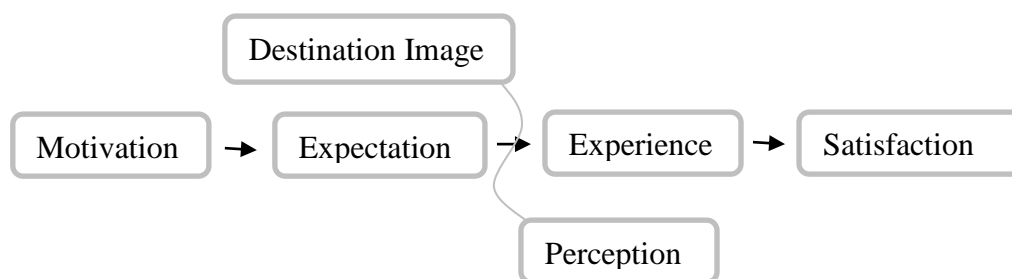 Destination Image
Motivation
Expectation
Experience
Satisfaction
Perception